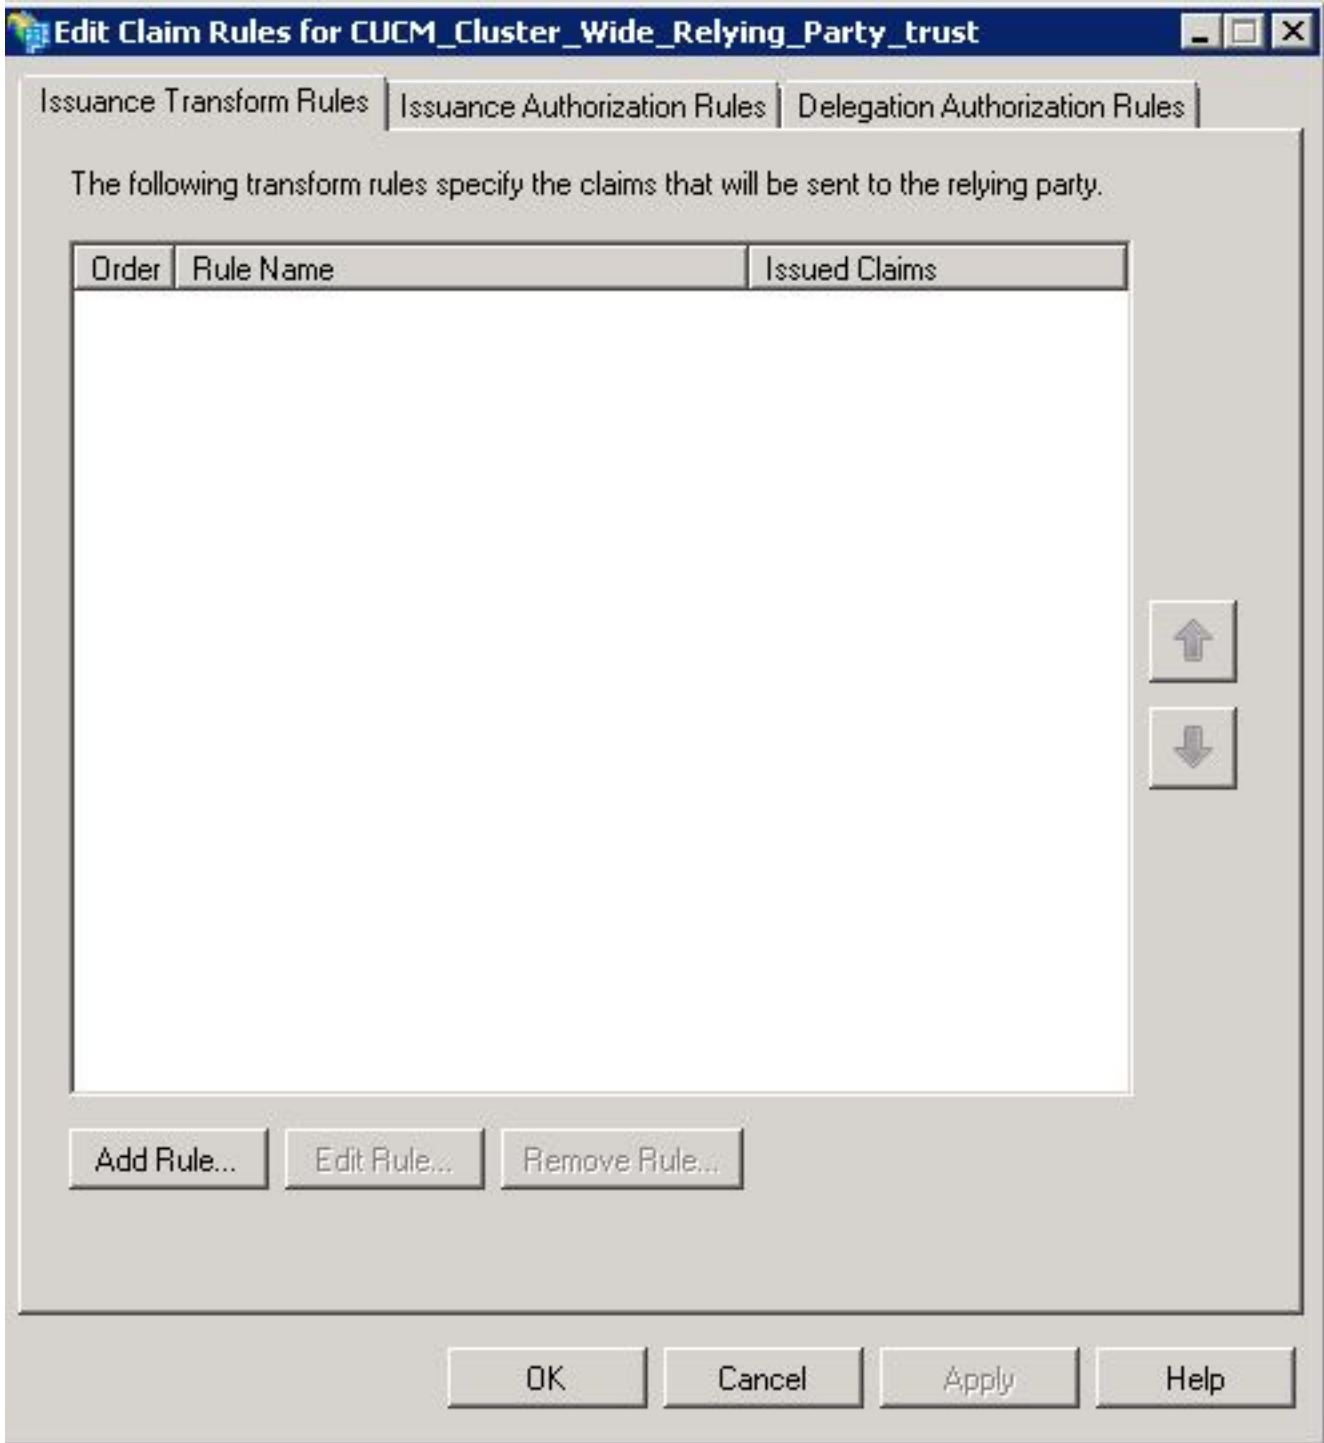 Edit Claim Rules for CUCM_Cluster_Wide_Relying_Party_trust
Issuance Transform Rules Issuance Authorization Rules Delegation Authorization Rules
The following transform rules specify the claims that will be sent to the relying party.
Order Rule Name Issued Claims
Add Rule... Edit Rule... Remove Rule...
OK Cancel Apply Help